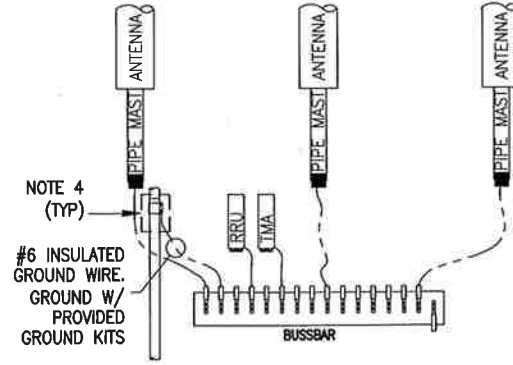 ANTENNA
ANTENNA
ANTENNA
PIPE MAST
PIPE MAST
PIPE MAST
NOTE 4
(TYP)
RRU
TMA
#6 INSULATED
GROUND WIRE.
GROUND W/
PROVIDED
GROUND KITS
BUSSBAR